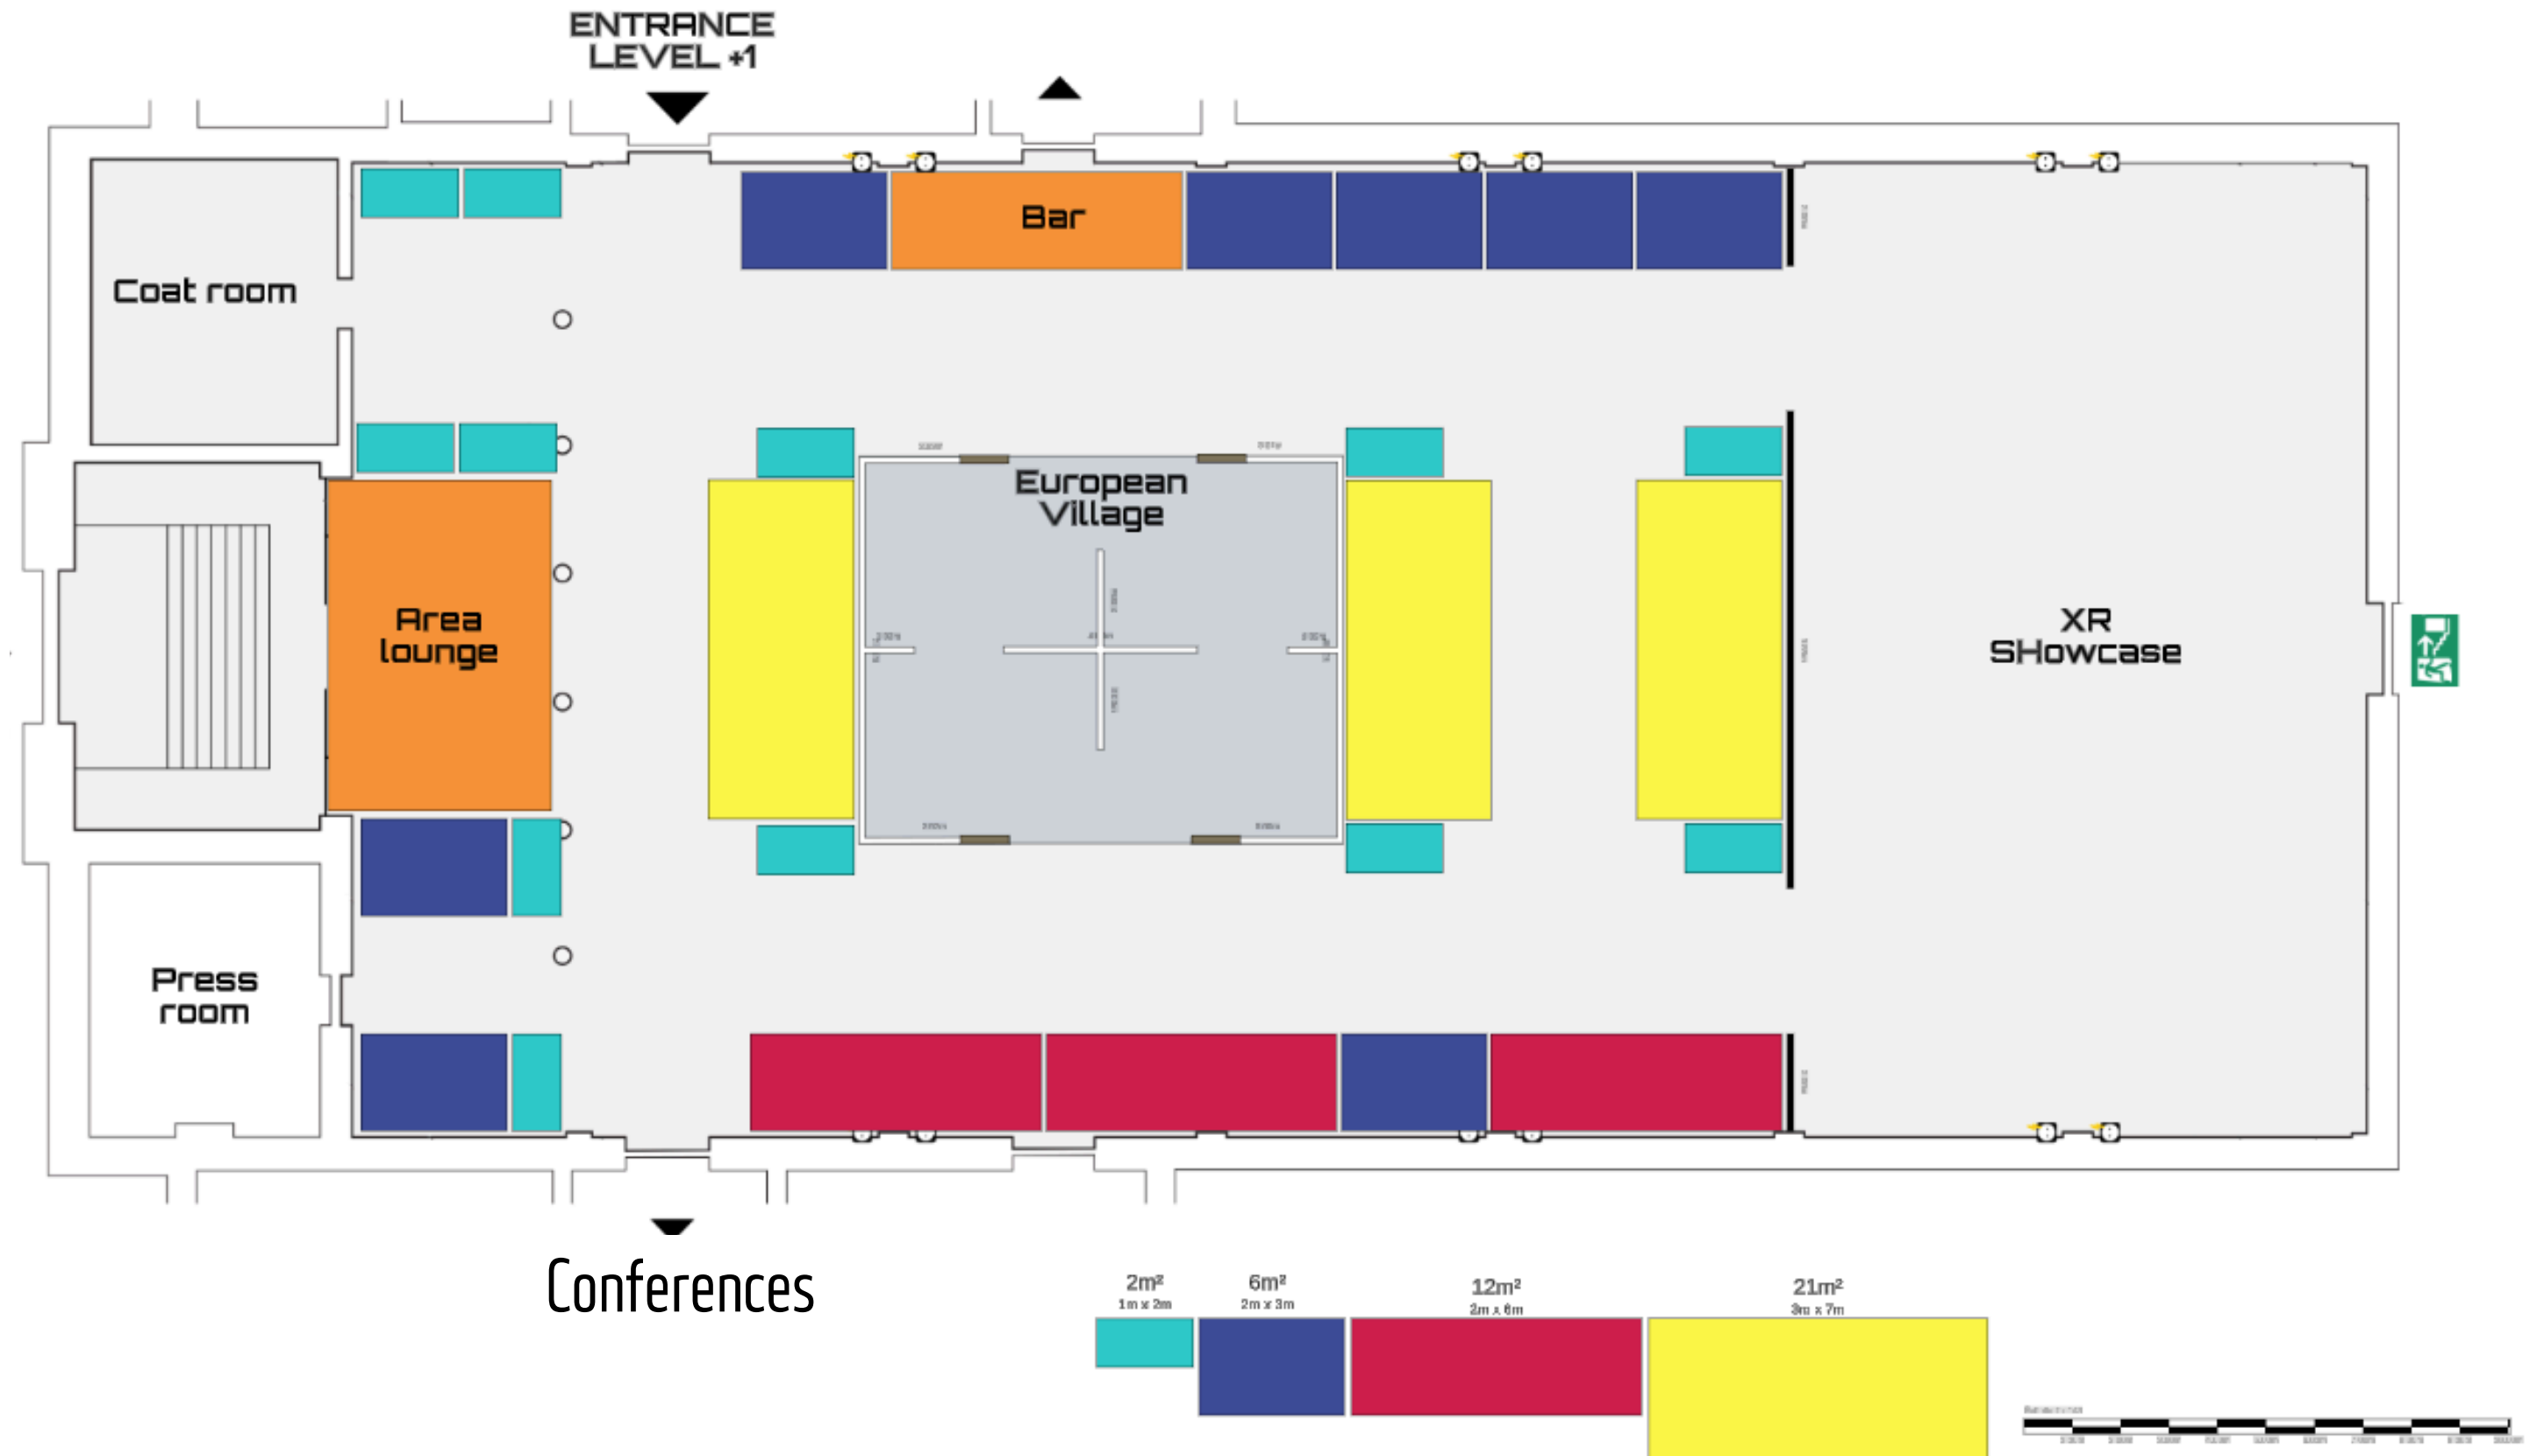 ENTRANCE
LEVEL +1
Bar
Coat room
European
Village
Area
lounge
XR
SHowcase
Press
room
Conferences
2m²
1m x 2m
6m²
2m x 3m
12m²
2m x 6m
21m²
3m x 7m